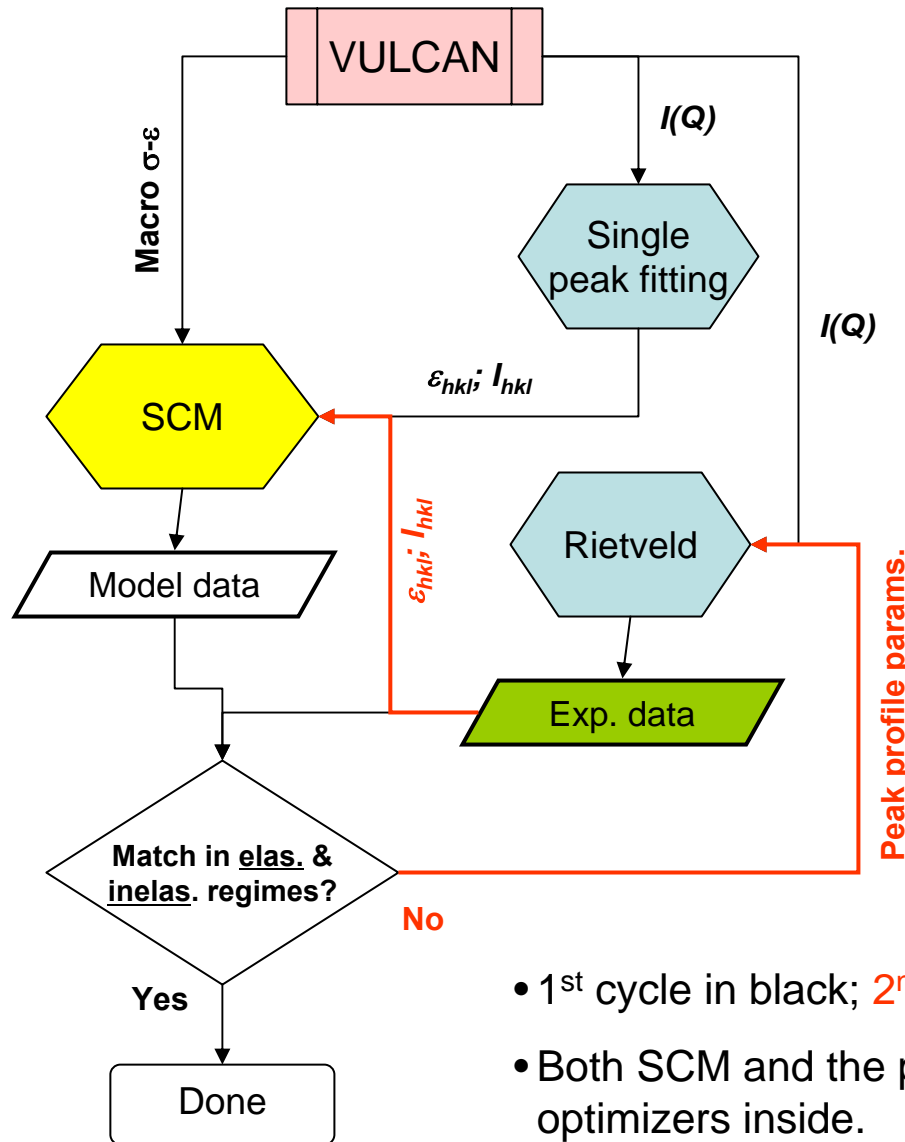 VULCAN
I(Q)
Macro σ-ε
Single
peak fitting
I(Q)
ε_hkl; I_hkl
SCM
ε_hkl; I_hkl
Rietveld
Model data
Peak profile params.
Exp. data
Match in elas. &
inelas. regimes?
No
Yes
• 1st cycle in black;
• Both SCM and the
optimizers inside.
Done